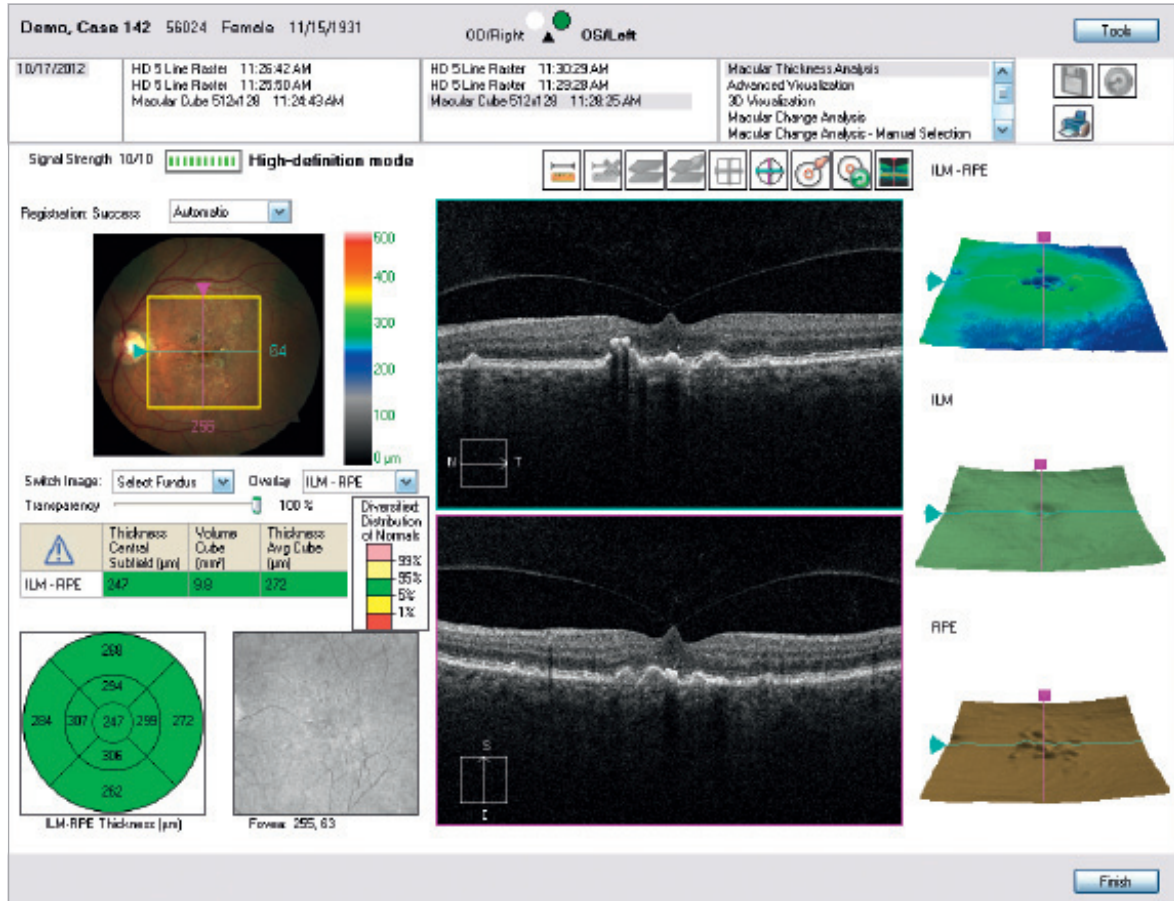 Demo, Case 142 56024 Female 11/15/1931
OD/Right OS/Left
Tools
10/17/2012
HD 5 Line Raster 11:26:42 AM
HD 5 Line Raster 11:25:50 AM
Macular Cube 512x128 11:24:43 AM
HD 5 Line Raster 11:30:29 AM
HD 5 Line Raster 11:29:28 AM
Macular Cube 512x128 11:28:25 AM
Macular Thickness Analysis
Advanced Visualization
3D Visualization
Macular Change Analysis
Macular Change Analysis - Manual Selection
Signal Strength 10/10 High-definition mode
Registration: Success Automatic
500
400
300
200
100
0 µm
64
256
Switch Image: Select Fundus Overlay ILM - RPE
Transparency 100 %
Thickness Central Subfield (µm)
Volume Cube (mm³)
Thickness Avg Cube (µm)
ILM - RPE 247 9.8 272
Diversified:
Distribution
of Normals
99%
95%
5%
1%
268
294
284 307 247 299 272
306
262
ILM-RPE Thickness (µm)
Fovea: 255, 63
N T
S
I
ILM - RPE
ILM
RPE
Finish